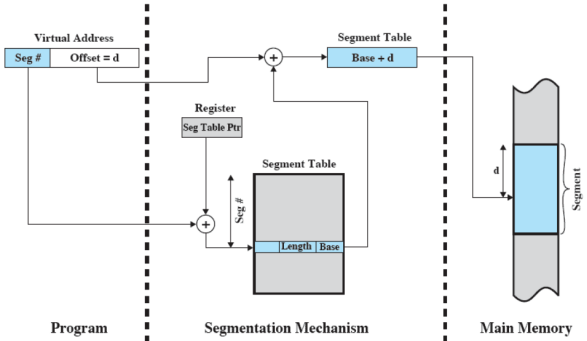 Virtual Address
Seg # Offset = d
Segment Table
Base + d
+
Register
Seg Table Ptr
Segment Table
Seg #
+
Length Base
d
Segment
Program
Segmentation Mechanism
Main Memory